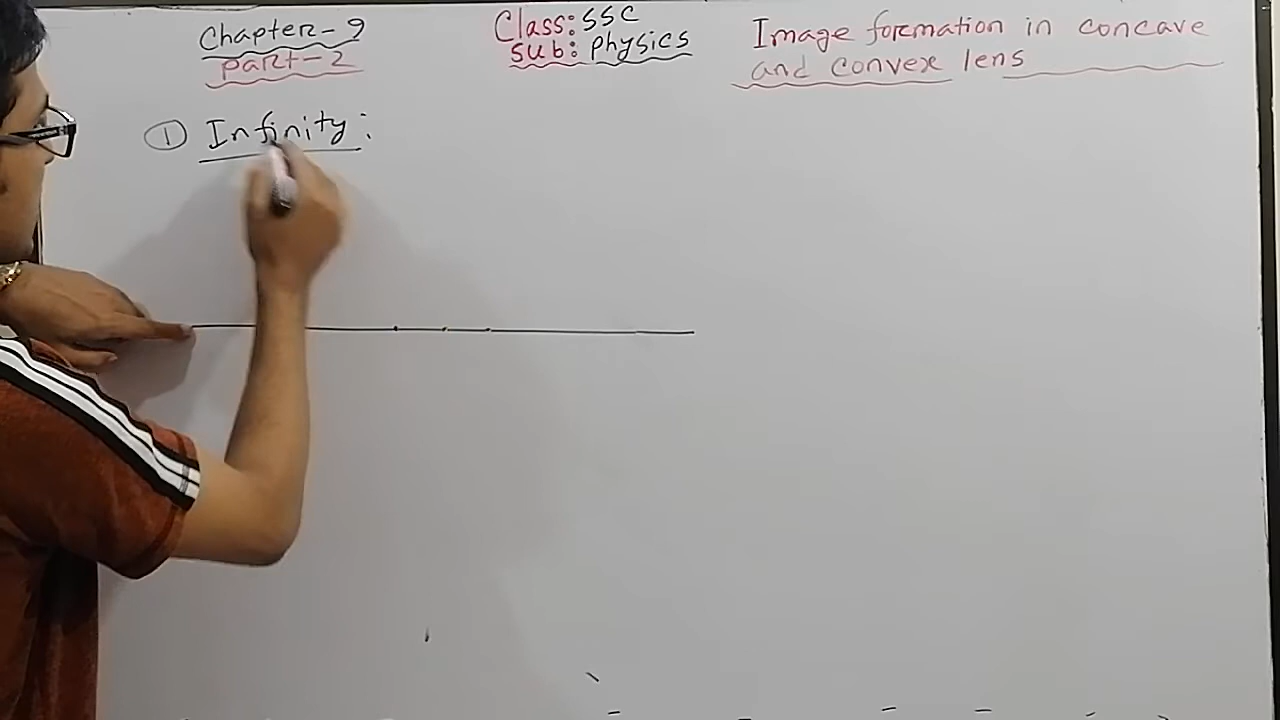 Chapter-9
Part-2
Class: SSC
Sub: Physics
Image formation in concave
and convex lens
① Infinity: